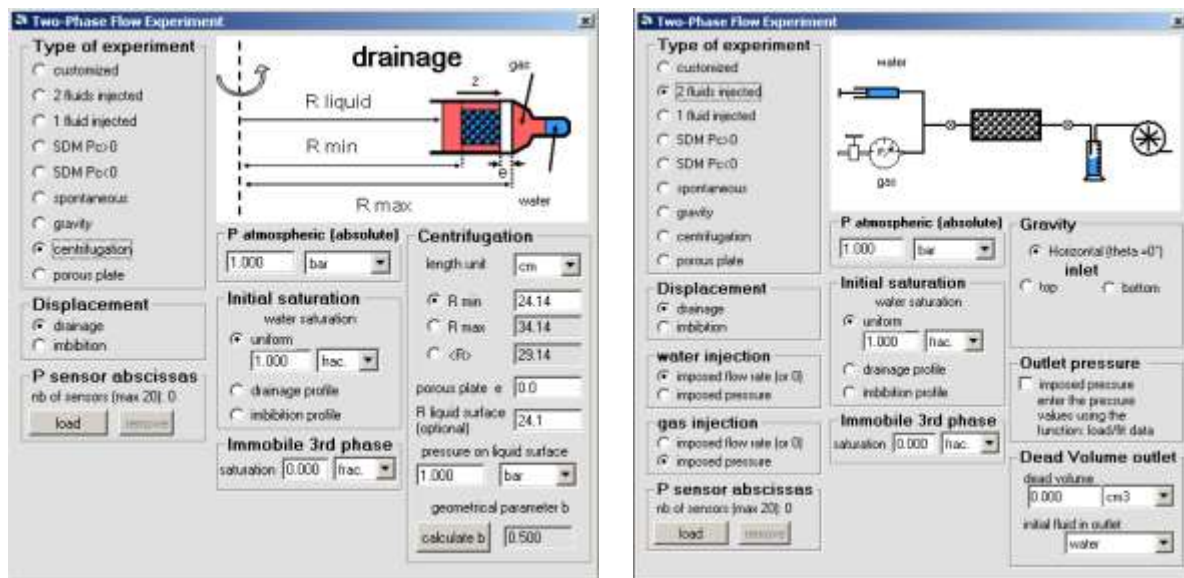 Two-Phase Flow Experiment
Type of experiment
customized
2 fluids injected
1 fluid injected
SDM Pc>0
SDM Pc<0
spontaneous
gravity
centrifugation
porous plate
Displacement
drainage
imbibition
P sensor abscissas
nb of sensors (max 20): 0
load remove
drainage
gas
z
R liquid
R min
e
water
R max
P atmospheric (absolute)
1.000 bar
Initial saturation
water saturation
uniform
1.000 frac.
drainage profile
imbibition profile
Immobile 3rd phase
saturation 0.000 frac.
Centrifugation
length unit cm
R min 24.14
R max 34.14
<R> 29.14
porous plate e 0.0
R liquid surface
(optional) 24.1
pressure on liquid surface
1.000 bar
geometrical parameter b
calculate b 0.500
Two-Phase Flow Experiment
Type of experiment
customized
2 fluids injected
1 fluid injected
SDM Pc>0
SDM Pc<0
spontaneous
gravity
centrifugation
porous plate
Displacement
drainage
imbibition
water injection
imposed flow rate (or 0)
imposed pressure
gas injection
imposed flow rate (or 0)
imposed pressure
P sensor abscissas
nb of sensors (max 20): 0
load remove
water
gas
P atmospheric (absolute)
1.000 bar
Initial saturation
water saturation
uniform
1.000 frac.
drainage profile
imbibition profile
Immobile 3rd phase
saturation 0.000 frac.
Gravity
Horizontal (theta =0°)
inlet
top bottom
Outlet pressure
imposed pressure
enter the pressure
values using the
function: load/fit data
Dead Volume outlet
dead volume
0.000 cm3
initial fluid in outlet
water